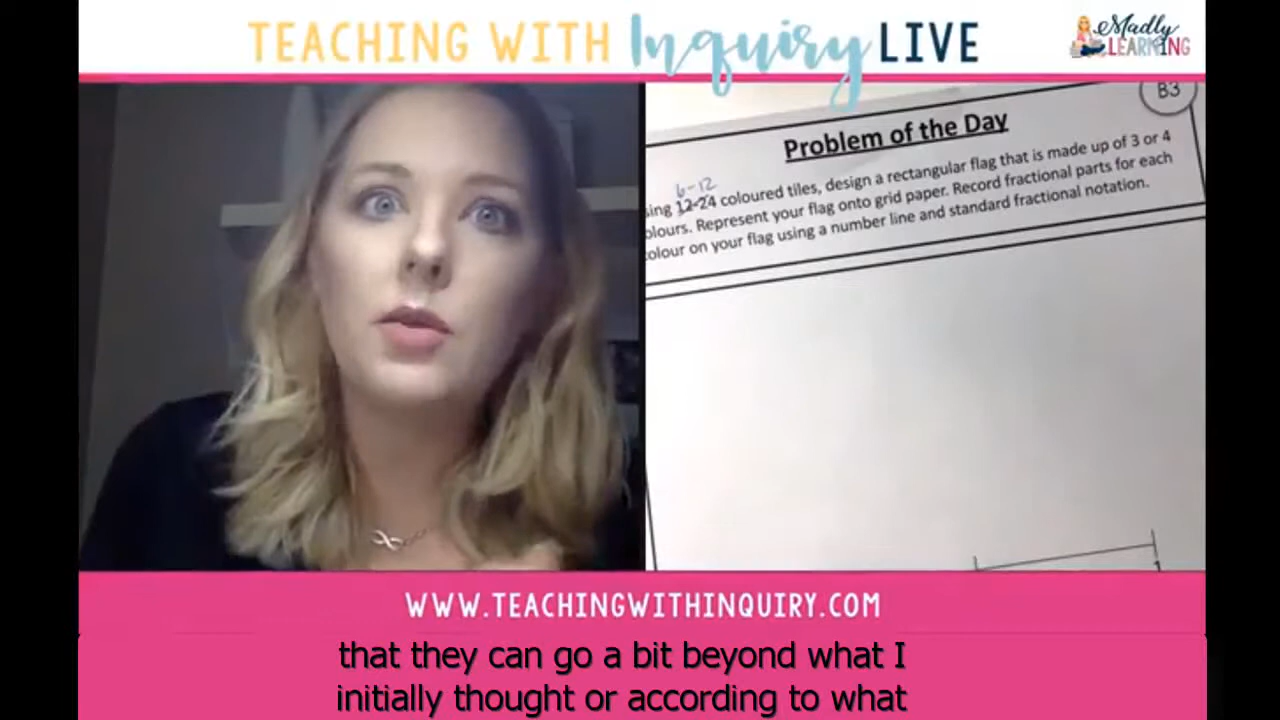 TEACHING WITH Inquiry LIVE
Madly
LEARNING
B3
Problem of the Day
6-12
sing 12-24 coloured tiles, design a rectangular flag that is made up of 3 or 4
olours. Represent your flag onto grid paper. Record fractional parts for each
colour on your flag using a number line and standard fractional notation.
WWW.TEACHINGWITHINQUIRY.COM
that they can go a bit beyond what I
initially thought or according to what